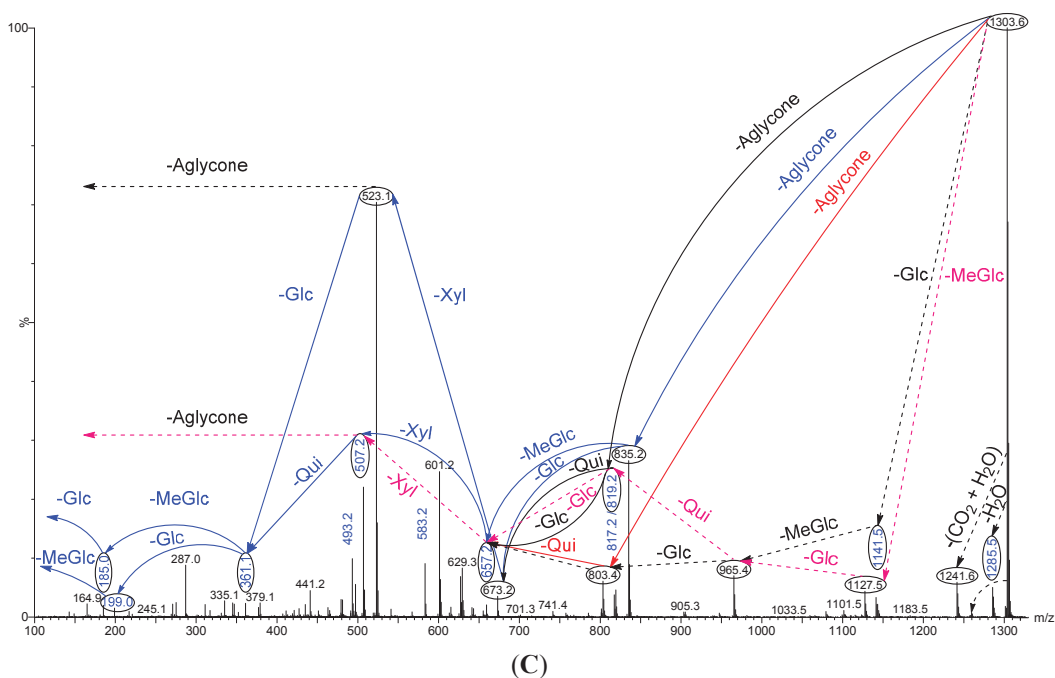 100
1303.6
-Aglycone
-Aglycone
-Aglycone
-Aglycone
523.1
-Glc
-Xyl
-Glc
-MeGlc
%
-Aglycone
507.2
-Xyl
-Qui
-Xyl
601.2
-MeGlc
-Glc
-Qui
-Glc
-Glc
835.2
819.2
817.2 /
-Qui
-Qui
-MeGlc
-Glc
-Glc
141.5
-(CO2 + H2O)
-H2O
1285.5
-Glc
-MeGlc
-MeGlc
-Glc
185.0
199.0
361.1
493.2
583.2
657.2
673.2
803.4
965.4
1127.5
1241.6
164.9
245.1
287.0
335.1
379.1
441.2
629.3
701.3
741.4
905.3
1033.5
1101.5
1183.5
0
100 200 300 400 500 600 700 800 900 1000 1100 1200 1300 m/z
(C)